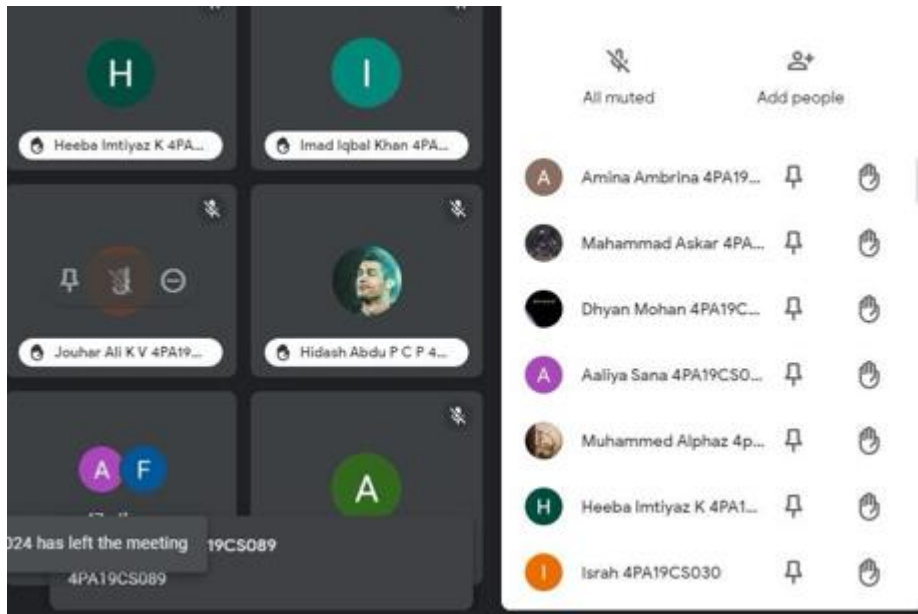 H
I
Heeba Imtiyaz K 4PA...
Imad Iqbal Khan 4PA...
Jouhar Ali K V 4PA19...
Hidash Abdu P C P 4...
A F
A
024 has left the meeting
19CS089
4PA19CS089
All muted
Add people
A Amina Ambrina 4PA19...
Mahammad Askar 4PA...
Dhyan Mohan 4PA19C...
A Aaliya Sana 4PA19CS0...
Muhammed Alphaz 4p...
H Heeba Imtiyaz K 4PA1...
I Israh 4PA19CS030